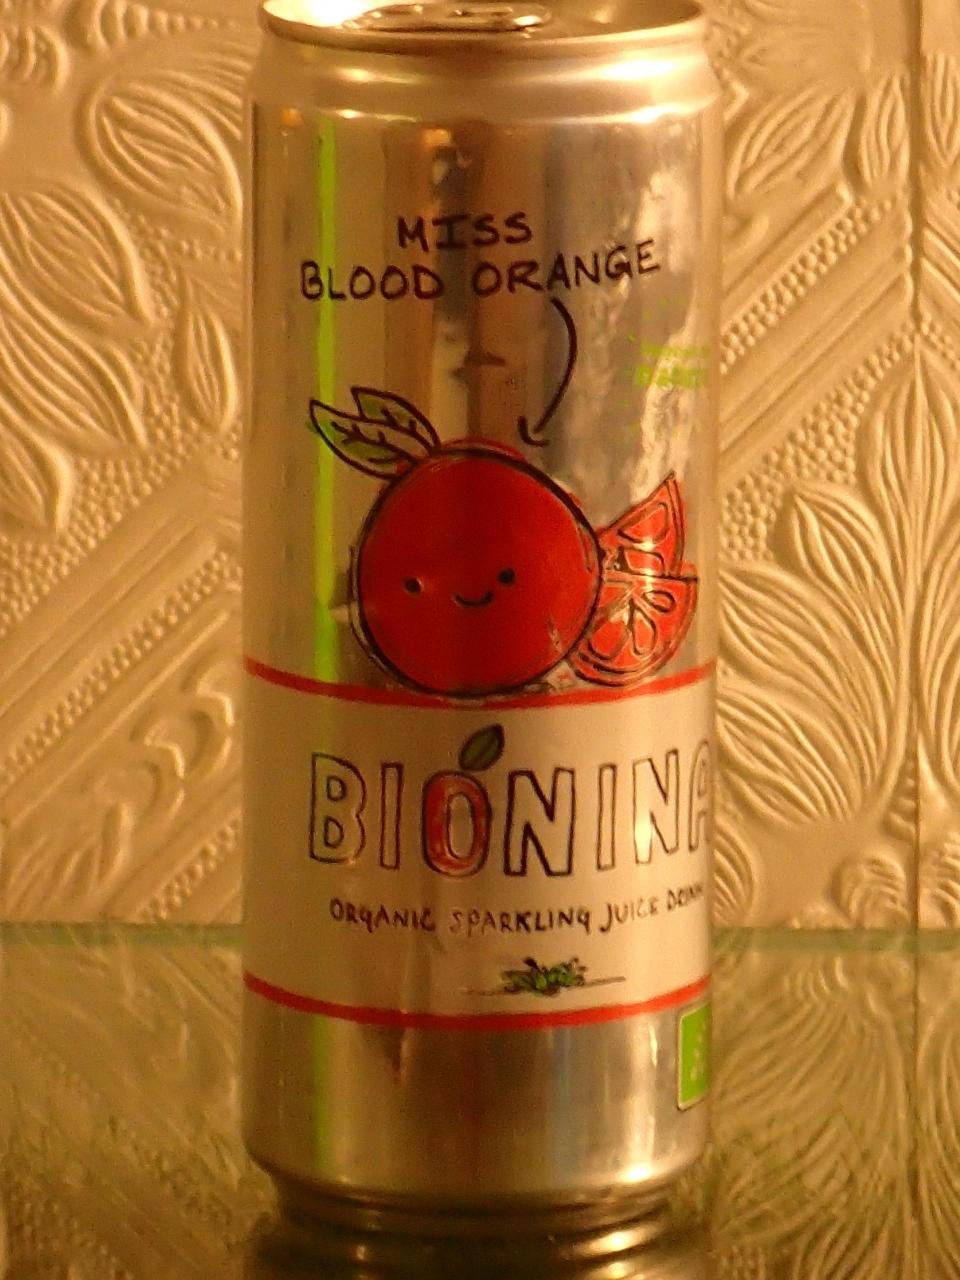 MISS
BLOOD ORANGE
BIONINA
ORGANIC SPARKLING JUICE DRINK